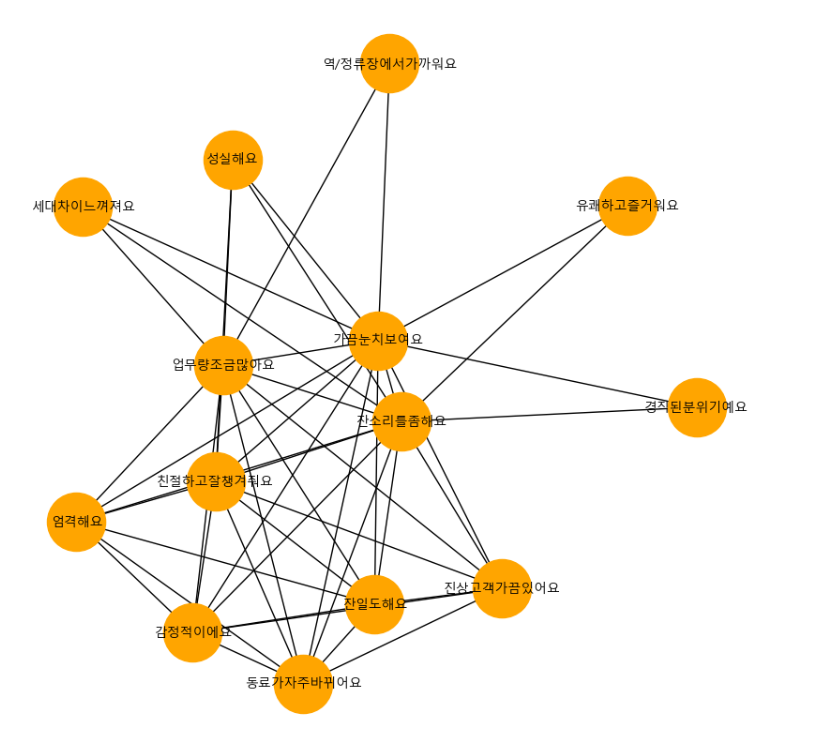 역/정류장에서가까워요
성실해요
세대차이느껴져요
유쾌하고즐거워요
가끔눈치보여요
업무량조금많아요
경직된분위기예요
잔소리를좀해요
친절하고잘챙겨줘요
엄격해요
진상고객가끔있어요
잔일도해요
감정적이에요
동료가자주바뀌어요